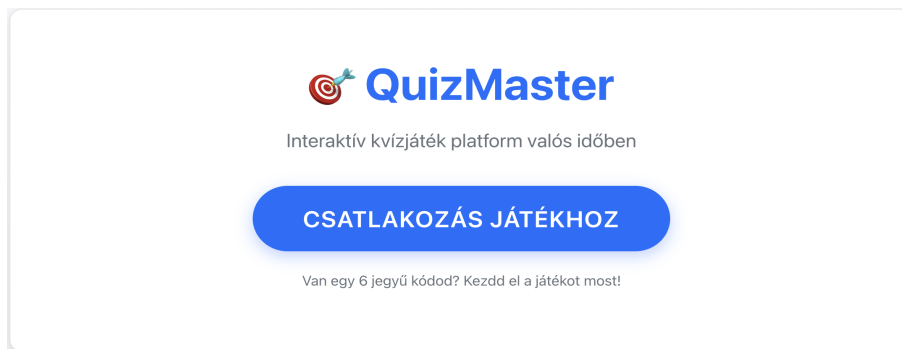 QuizMaster
Interaktív kvízjáték platform valós időben
CSATLAKOZÁS JÁTÉKHOZ
Van egy 6 jegyű kódod? Kezdd el a játékot most!